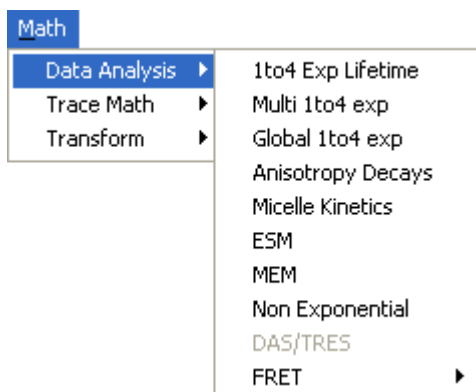 Math
Data Analysis
Trace Math
Transform
1to4 Exp Lifetime
Multi 1to4 exp
Global 1to4 exp
Anisotropy Decays
Micelle Kinetics
ESM
MEM
Non Exponential
DAS/TRES
FRET